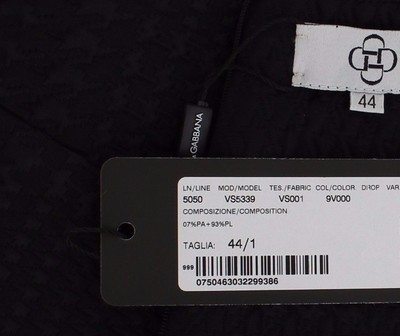 44
GABBANA
LN/LINE MOD/MODEL TES./FABRIC COL/COLOR. DROP VAR
5050 VS5339 VS001 9V000
COMPOSIZIONE/COMPOSITION
07%PA+93%PL
TAGLIA: 44/1
999
0750463032299386